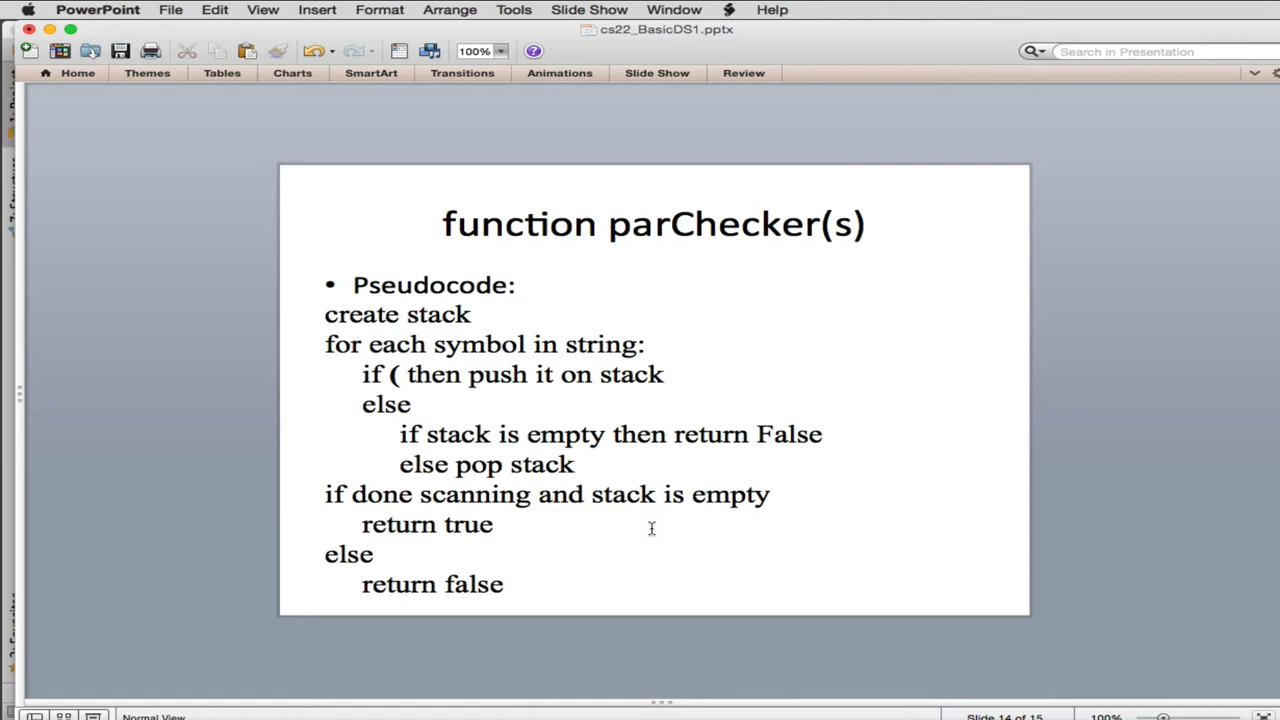 PowerPoint File Edit View Insert Format Arrange Tools Slide Show Window Help
cs22_BasicDS1.pptx
100% Search in Presentation
Home Themes Tables Charts SmartArt Transitions Animations Slide Show Review
function parChecker(s)
• Pseudocode:
create stack
for each symbol in string:
if ( then push it on stack
else
if stack is empty then return False
else pop stack
if done scanning and stack is empty
return true
else
return false
Normal View Slide 14 of 15 100%